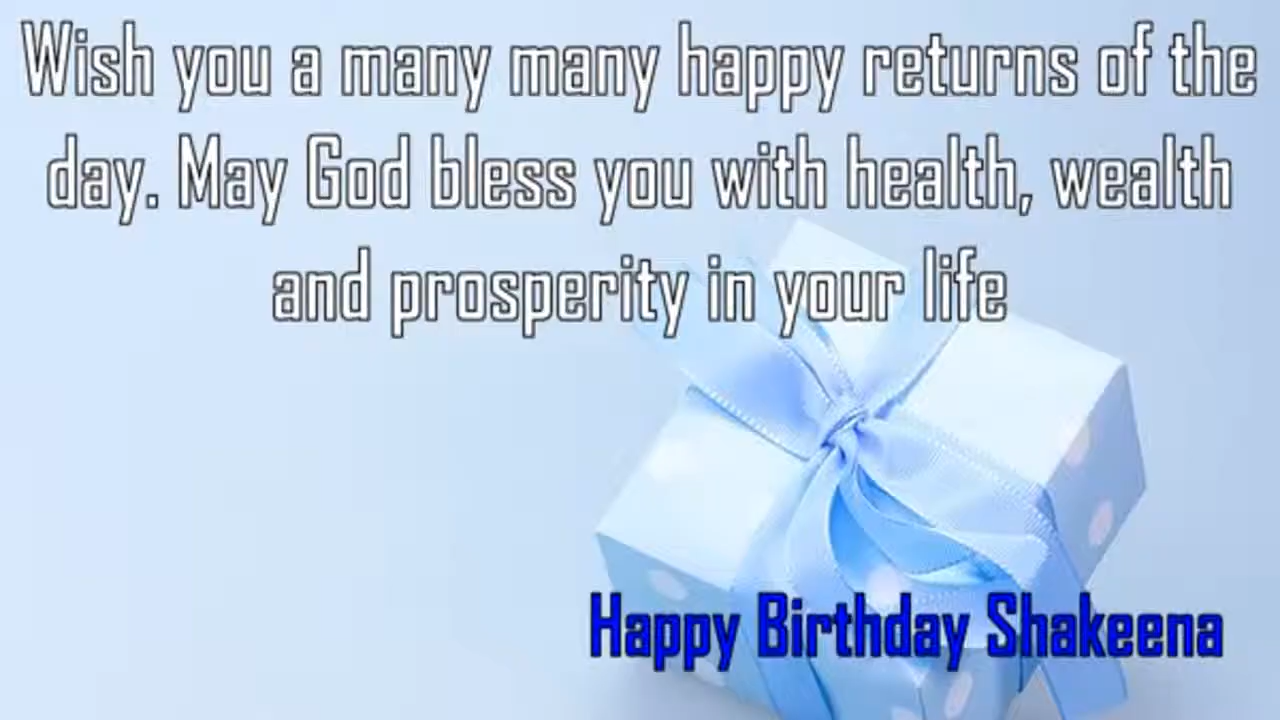 Wish you a many many happy returns of the
day. May God bless you with health, wealth
and prosperity in your life
Happy Birthday Shakeena